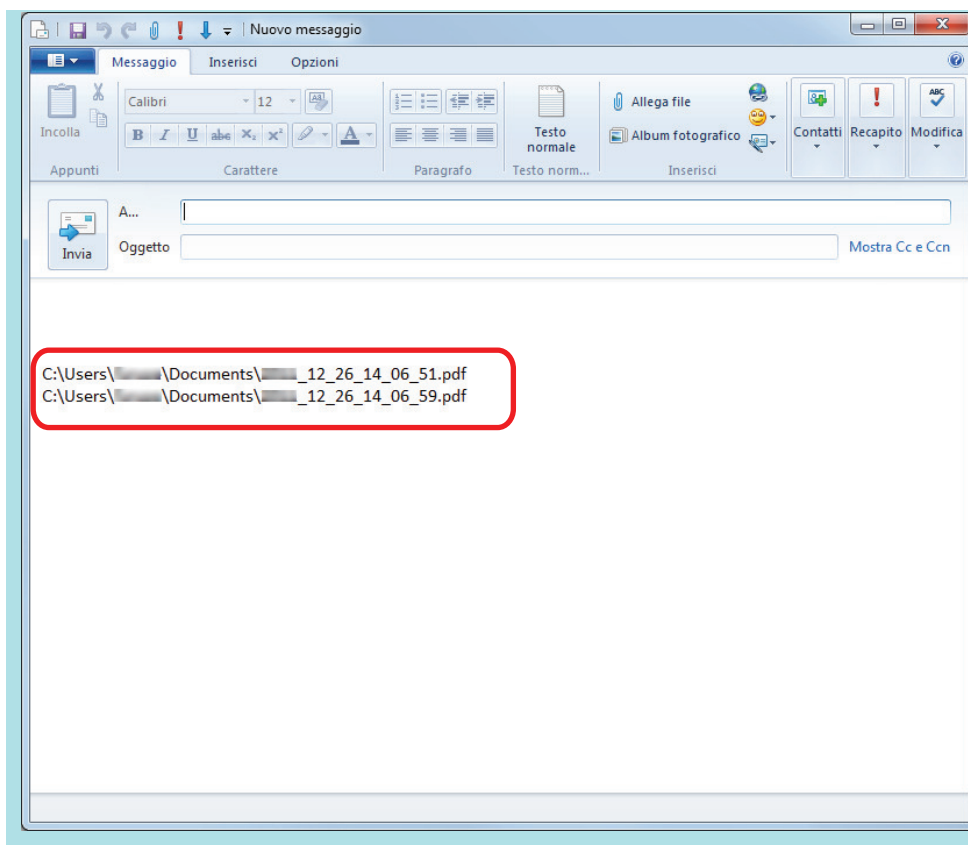 Nuovo messaggio
Messaggio Inserisci Opzioni
Incolla
Calibri 12
B I U abc X₂ X² A
Testo normale
Allega file
Album fotografico
Contatti Recapito Modifica
Appunti Carattere Paragrafo Testo norm... Inserisci
A...
Invia
Oggetto
Mostra Cc e Ccn
C:\Users\ \Documents\ _12_26_14_06_51.pdf
C:\Users\ \Documents\ _12_26_14_06_59.pdf